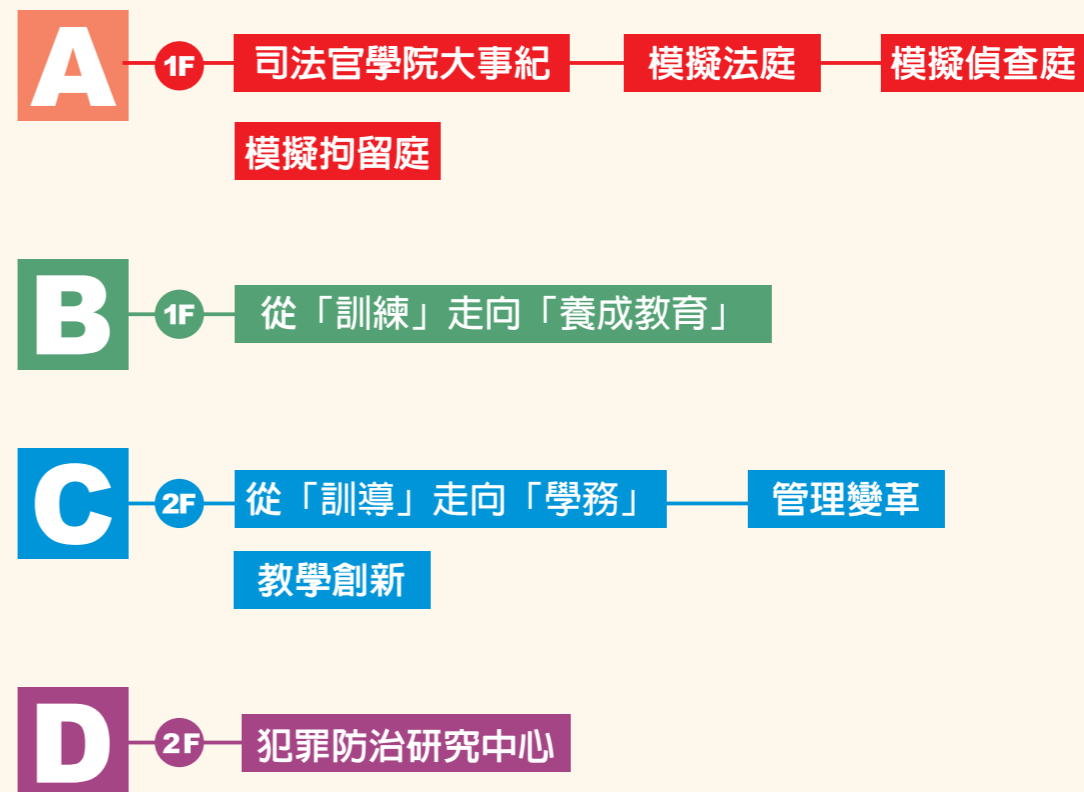 A 1F 司法官學院大事紀 模擬法庭 模擬偵查庭
模擬拘留庭
B 1F 從「訓練」走向「養成教育」
C 2F 從「訓導」走向「學務」 管理變革
教學創新
D 2F 犯罪防治研究中心